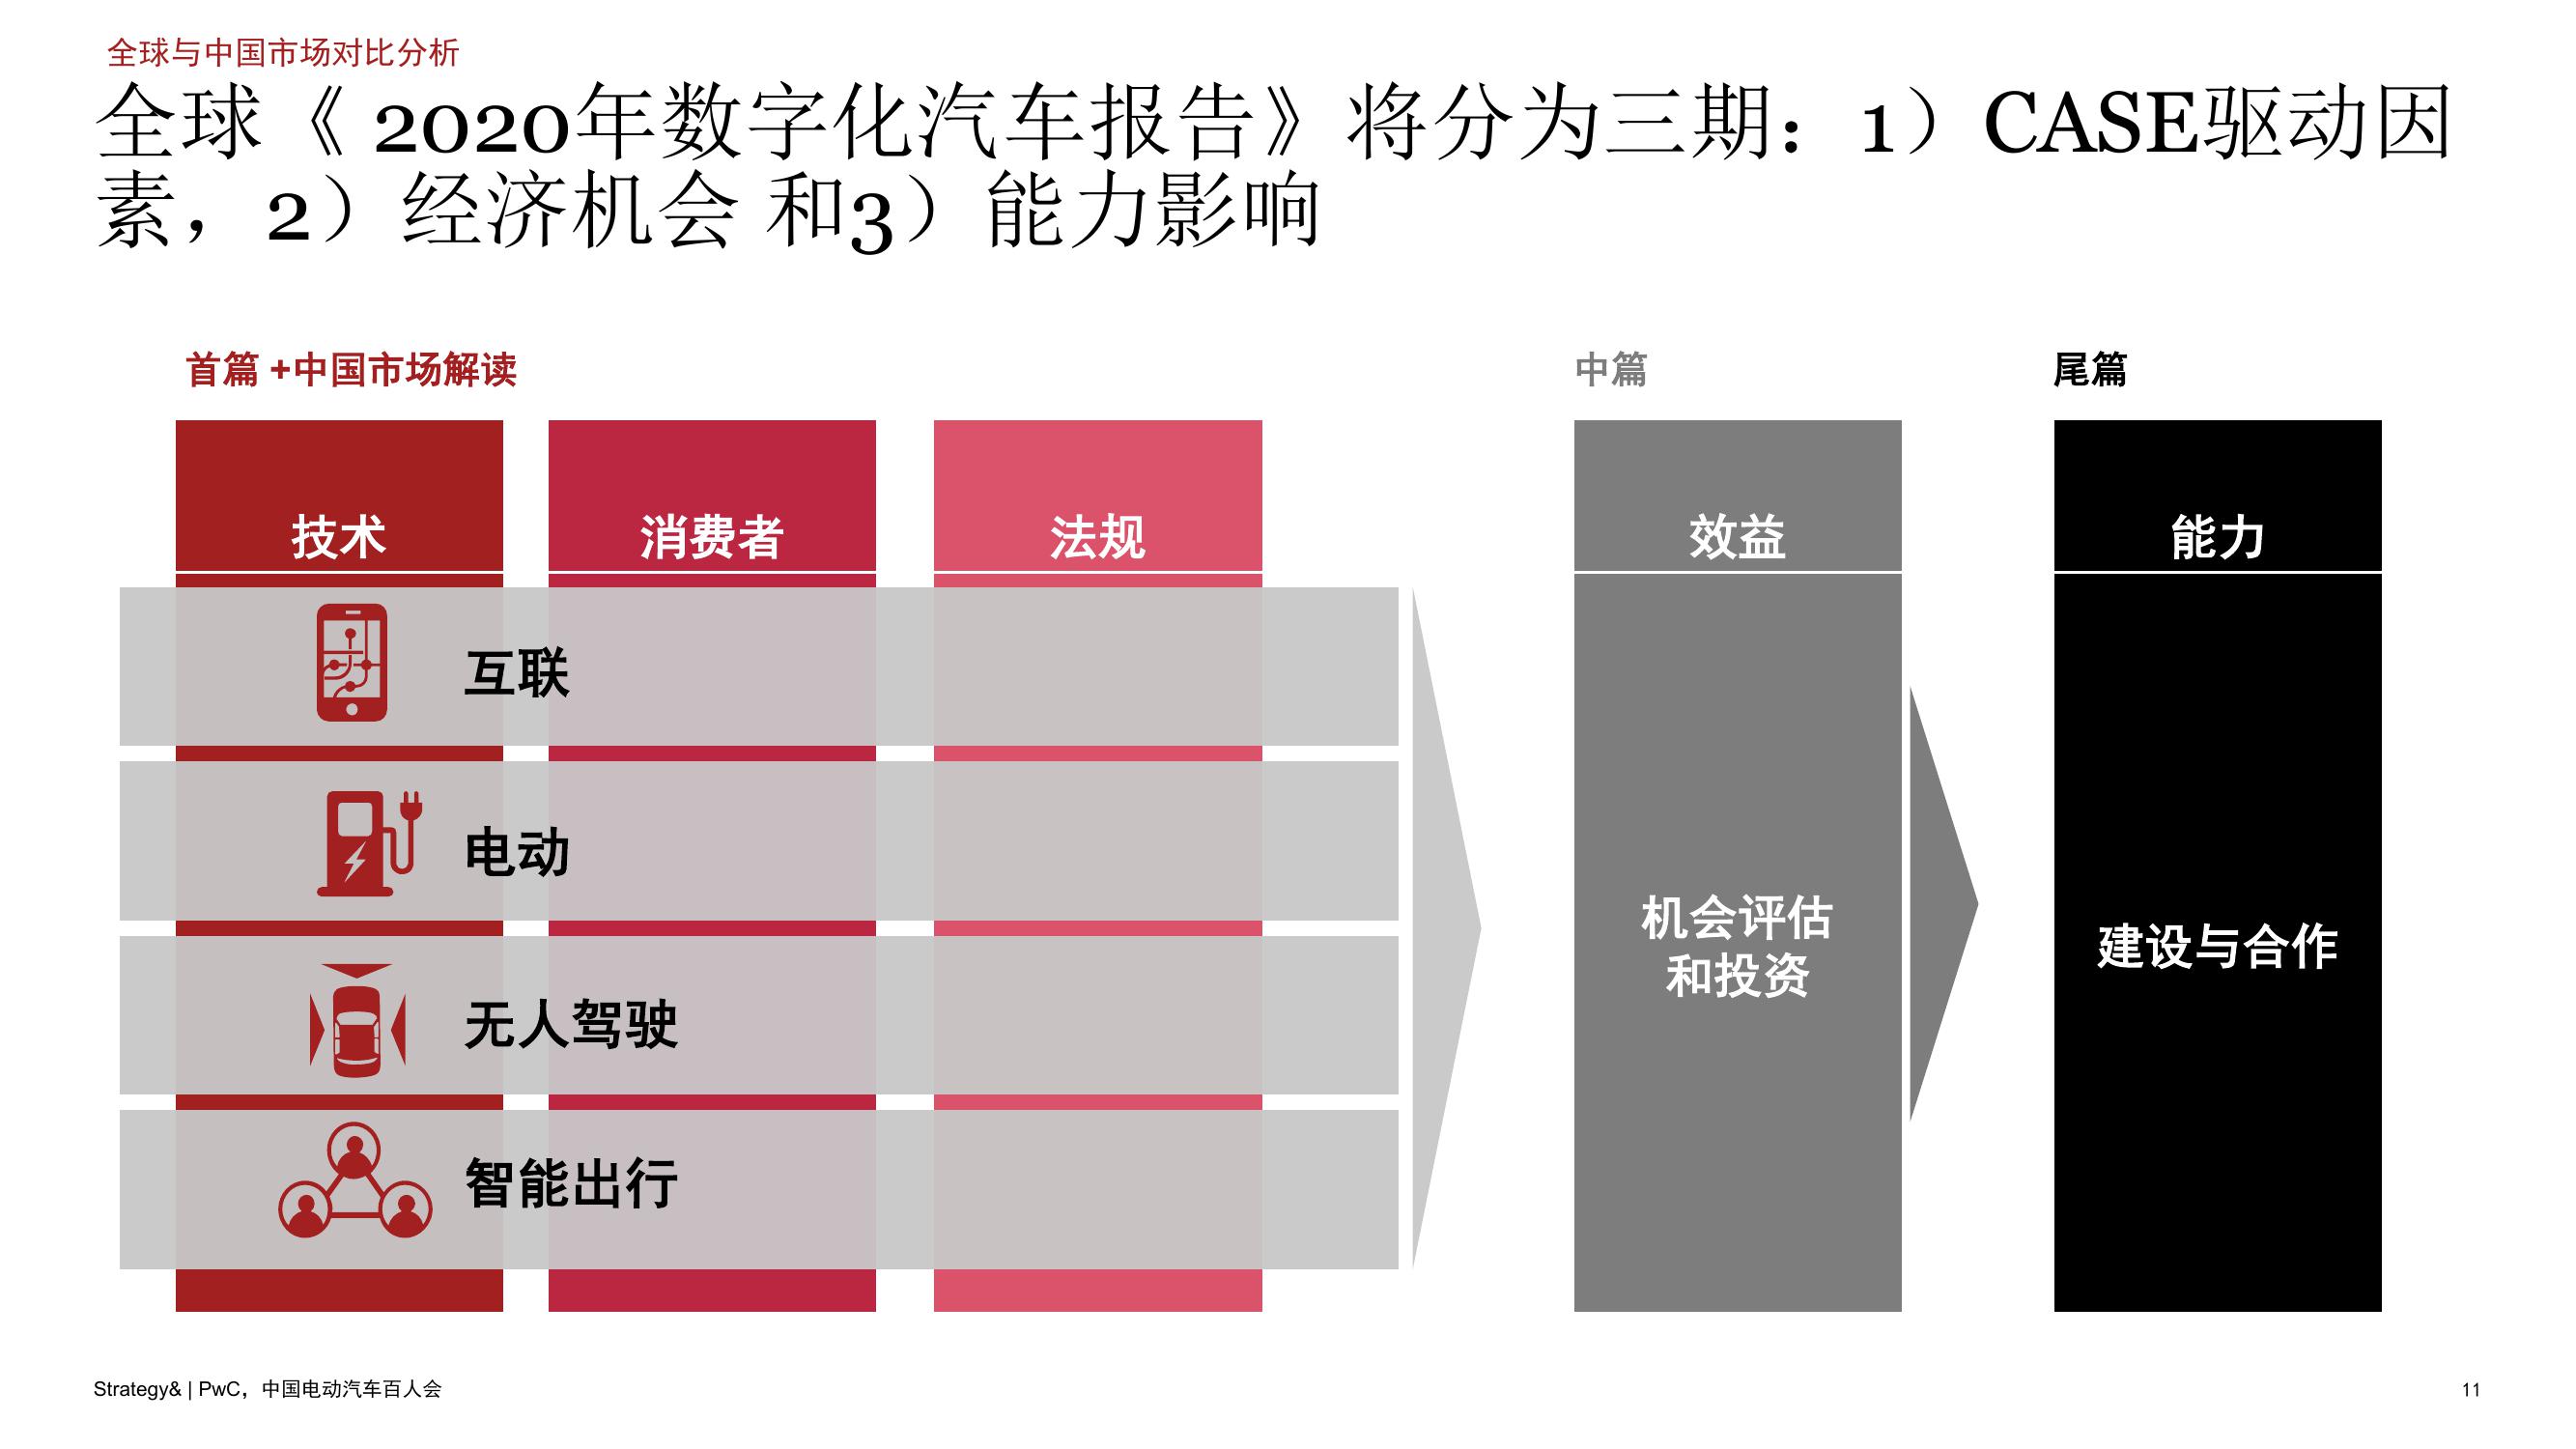 全球与中国市场对比分析
全球《 2020年数字化汽车报告》将分为三期：1）CASE驱动因
素，2）经济机会 和3）能力影响
首篇 +中国市场解读
中篇
尾篇
技术
消费者
法规
效益
能力
互联
电动
无人驾驶
智能出行
机会评估
和投资
建设与合作
Strategy& | PwC，中国电动汽车百人会
11